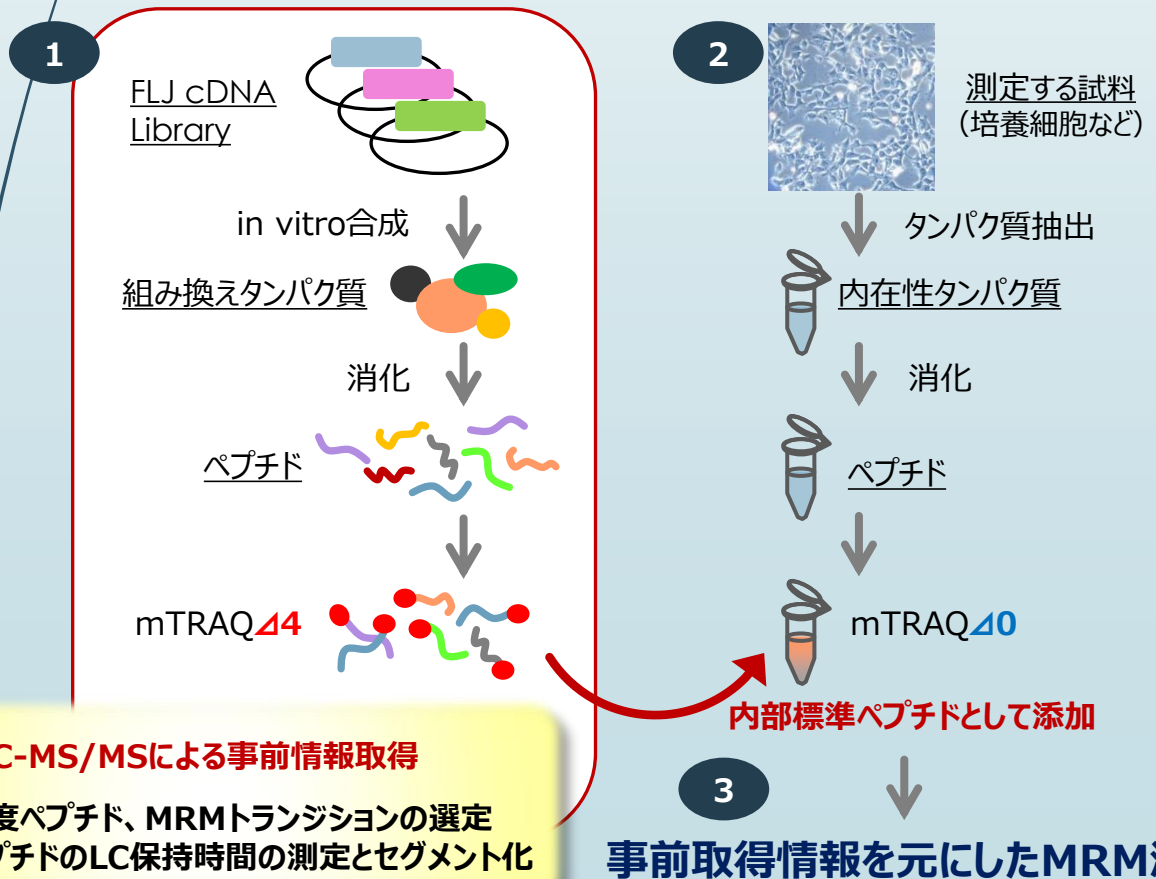 1
FLJ cDNA
Library
in vitro合成
組み換えタンパク質
消化
ペプチド
mTRAQ⊿4
C-MS/MSによる事前情報取得
度ペプチド、MRMトランジションの選定
プチドのLC保持時間の測定とセグメント化
2
測定する試料
(培養細胞など)
タンパク質抽出
内在性タンパク質
消化
ペプチド
mTRAQ⊿0
内部標準ペプチドとして添加
3
事前取得情報を元にしたMRM